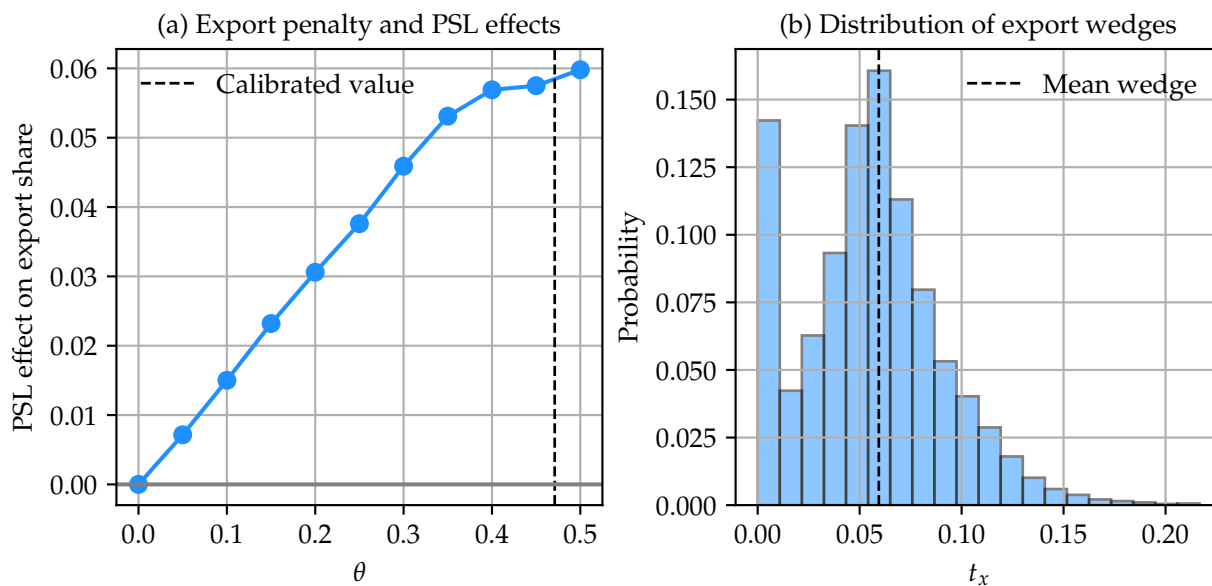 (a) Export penalty and PSL effects
PSL effect on export share
0.06
0.05
0.04
0.03
0.02
0.01
0.00
Calibrated value
0.0 0.1 0.2 0.3 0.4 0.5
θ
(b) Distribution of export wedges
Probability
0.150
0.125
0.100
0.075
0.050
0.025
0.000
Mean wedge
0.00 0.05 0.10 0.15 0.20
tₓ